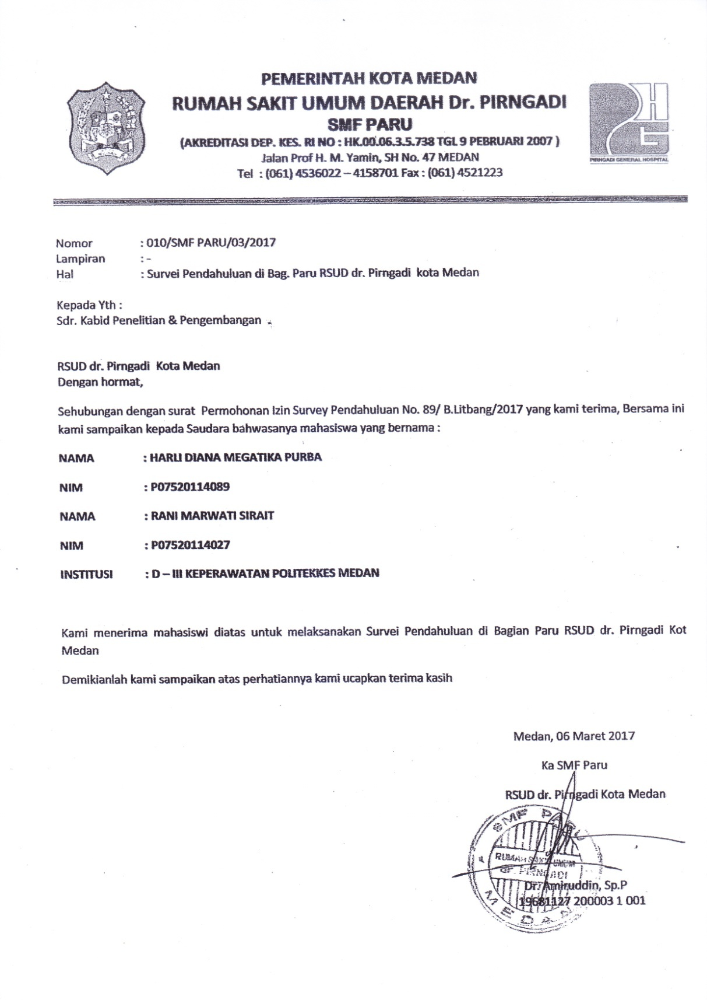 PEMERINTAH KOTA MEDAN
RUMAH SAKIT UMUM DAERAH Dr. PIRNGADI
SMF PARU
(AKREDITASI DEP. KES. RI NO : HK.00.06.3.5.738 TGL 9 PEBRUARI 2007 )
Jalan Prof H. M. Yamin, SH No. 47 MEDAN
Tel : (061) 4536022 – 4158701 Fax : (061) 4521223
PIRNGADI GENERAL HOSPITAL
Nomor : 010/SMF PARU/03/2017
Lampiran : -
Hal : Survei Pendahuluan di Bag. Paru RSUD dr. Pirngadi kota Medan
Kepada Yth :
Sdr. Kabid Penelitian & Pengembangan
RSUD dr. Pirngadi Kota Medan
Dengan hormat,
Sehubungan dengan surat Permohonan Izin Survey Pendahuluan No. 89/ B.Litbang/2017 yang kami terima, Bersama ini
kami sampaikan kepada Saudara bahwasanya mahasiswa yang bernama :
NAMA : HARLI DIANA MEGATIKA PURBA
NIM : P07520114089
NAMA : RANI MARWATI SIRAIT
NIM : P07520114027
INSTITUSI : D – III KEPERAWATAN POLITEKKES MEDAN
Kami menerima mahasiswi diatas untuk melaksanakan Survei Pendahuluan di Bagian Paru RSUD dr. Pirngadi Kot
Medan
Demikianlah kami sampaikan atas perhatiannya kami ucapkan terima kasih
Medan, 06 Maret 2017
Ka SMF Paru
RSUD dr. Pirngadi Kota Medan
SMF PARU
RUMAH SAKIT UMUM
dr. PIRNGADI
MEDAN
Dr. Amiruddin, Sp.P
19681127 200003 1 001